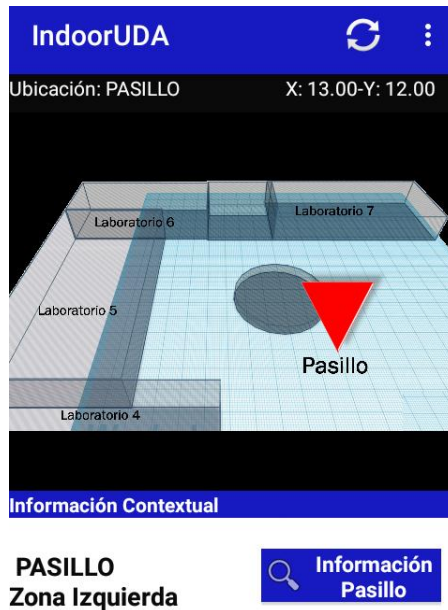 IndoorUDA
Ubicación: PASILLO X: 13.00-Y: 12.00
Laboratorio 6
Laboratorio 7
Laboratorio 5
Pasillo
Laboratorio 4
Información Contextual
PASILLO
Zona Izquierda
Información
Pasillo